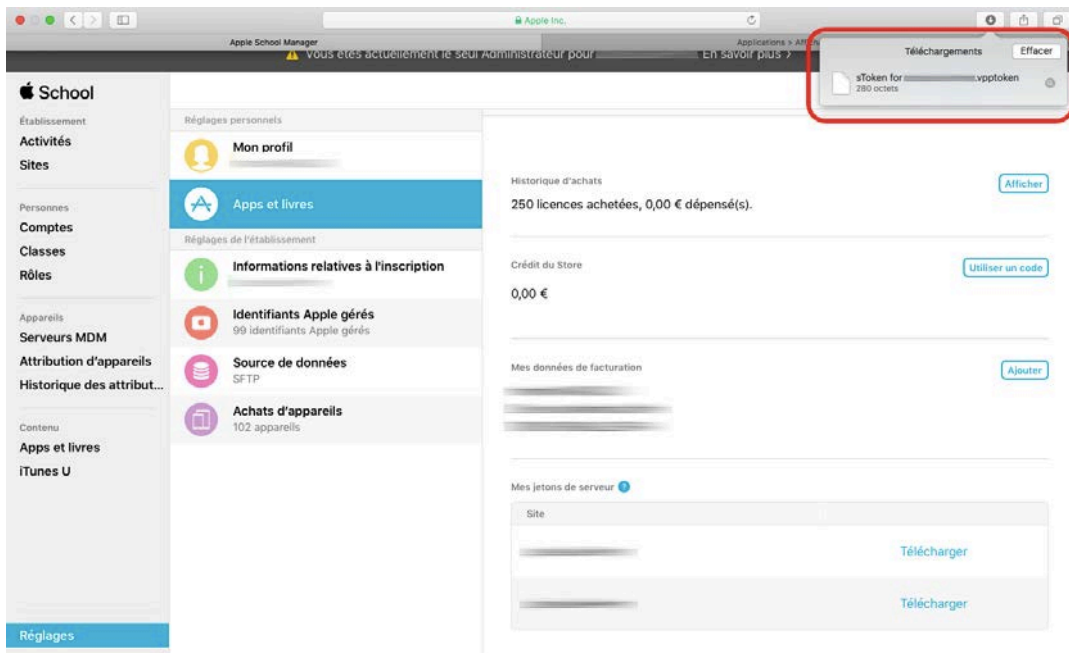 Apple Inc.
Apple School Manager
Applications > Affich
Vous êtes actuellement le seul Administrateur pour
En savoir plus >
Téléchargements
Effacer
sToken for .vpptoken
280 octets
School
Établissement
Activités
Sites
Personnes
Comptes
Classes
Rôles
Appareils
Serveurs MDM
Attribution d'appareils
Historique des attribut...
Contenu
Apps et livres
iTunes U
Réglages
Réglages personnels
Mon profil
Apps et livres
Réglages de l'établissement
Informations relatives à l'inscription
Identifiants Apple gérés
99 identifiants Apple gérés
Source de données
SFTP
Achats d'appareils
102 appareils
Historique d'achats
Afficher
250 licences achetées, 0,00 € dépensé(s).
Crédit du Store
Utiliser un code
0,00 €
Mes données de facturation
Ajouter
Mes jetons de serveur ?
Site
Télécharger
Télécharger